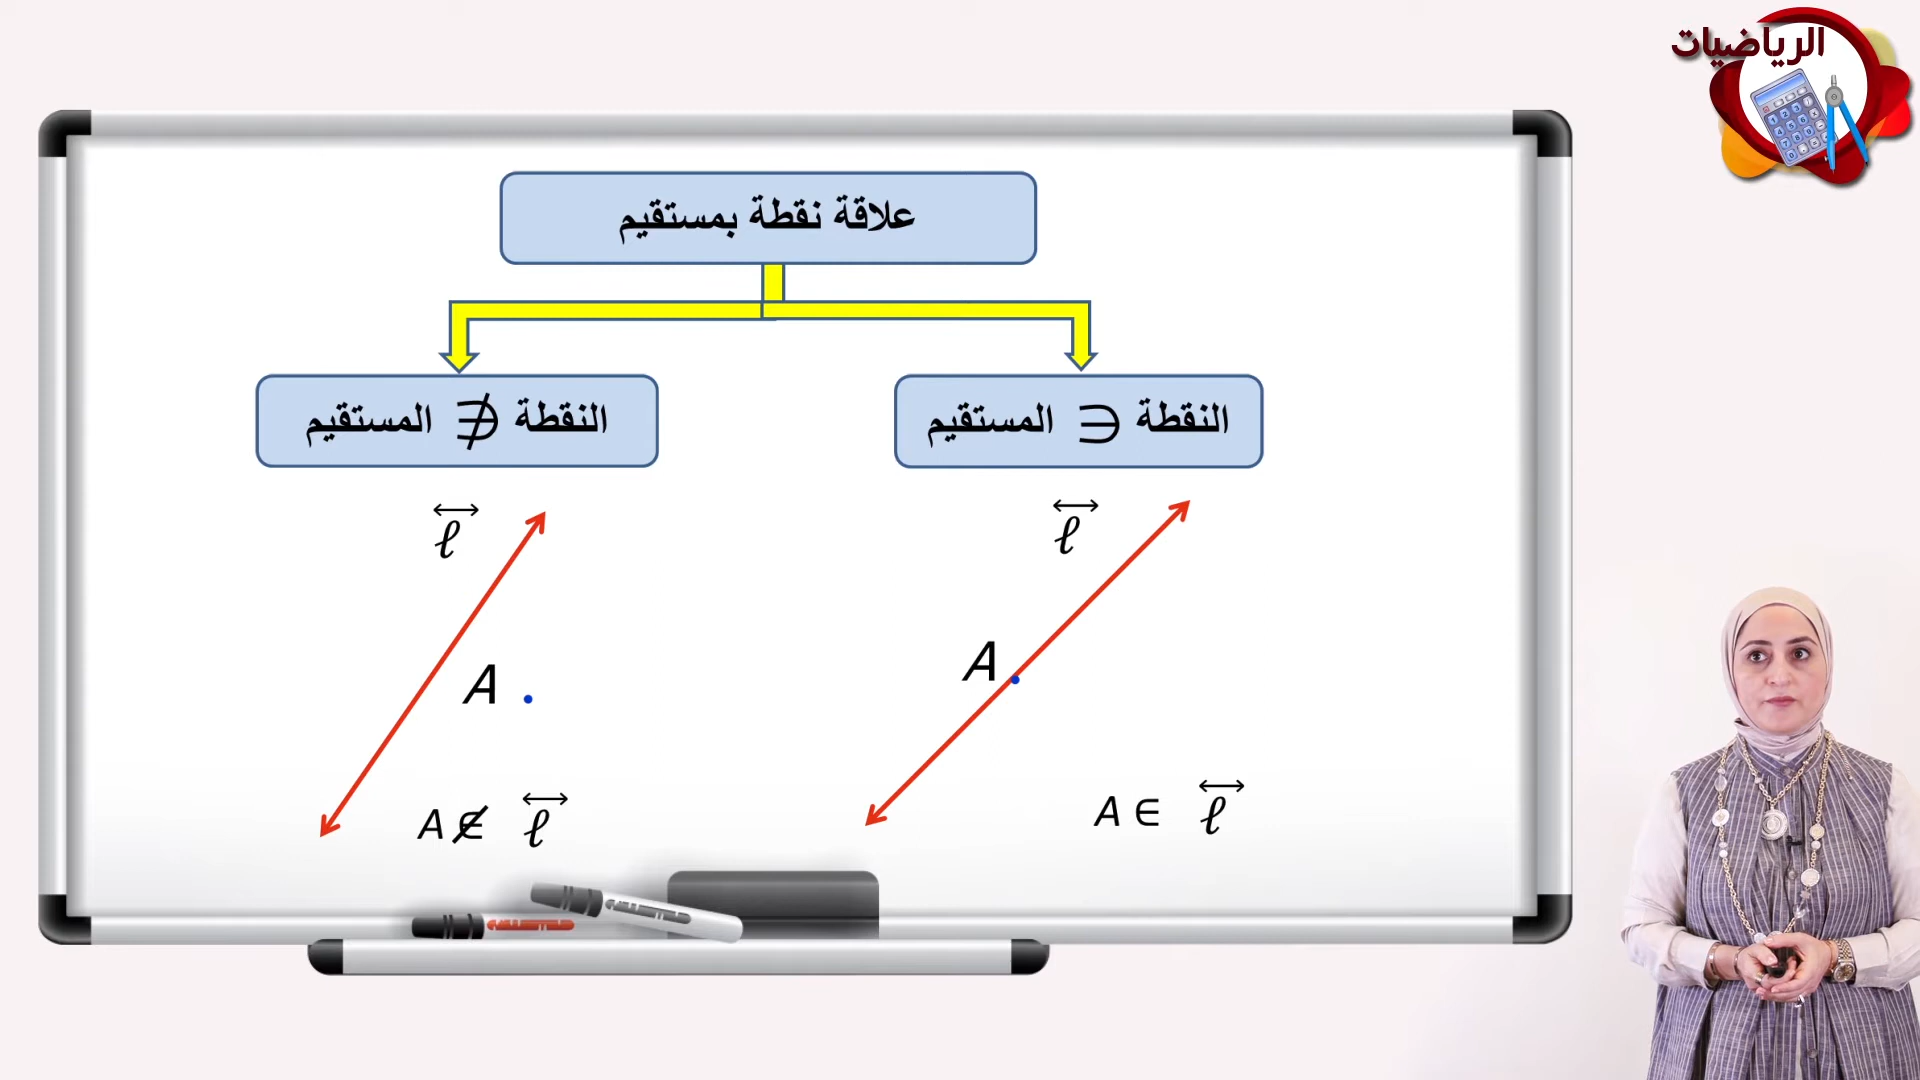 الرياضيات
علاقة نقطة بمستقيم
النقطة ∋ المستقيم
النقطة ∌ المستقيم
ℓ⃡
ℓ⃡
A
A
A ∈ ℓ⃡
A ∉ ℓ⃡